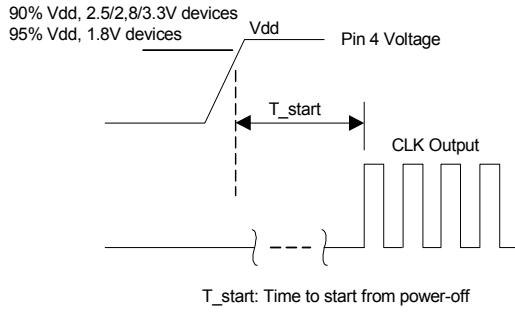 90% Vdd, 2.5/2,8/3.3V devices
95% Vdd, 1.8V devices
Vdd
Pin 4 Voltage
T_start
CLK Output
T_start: Time to start from power-off